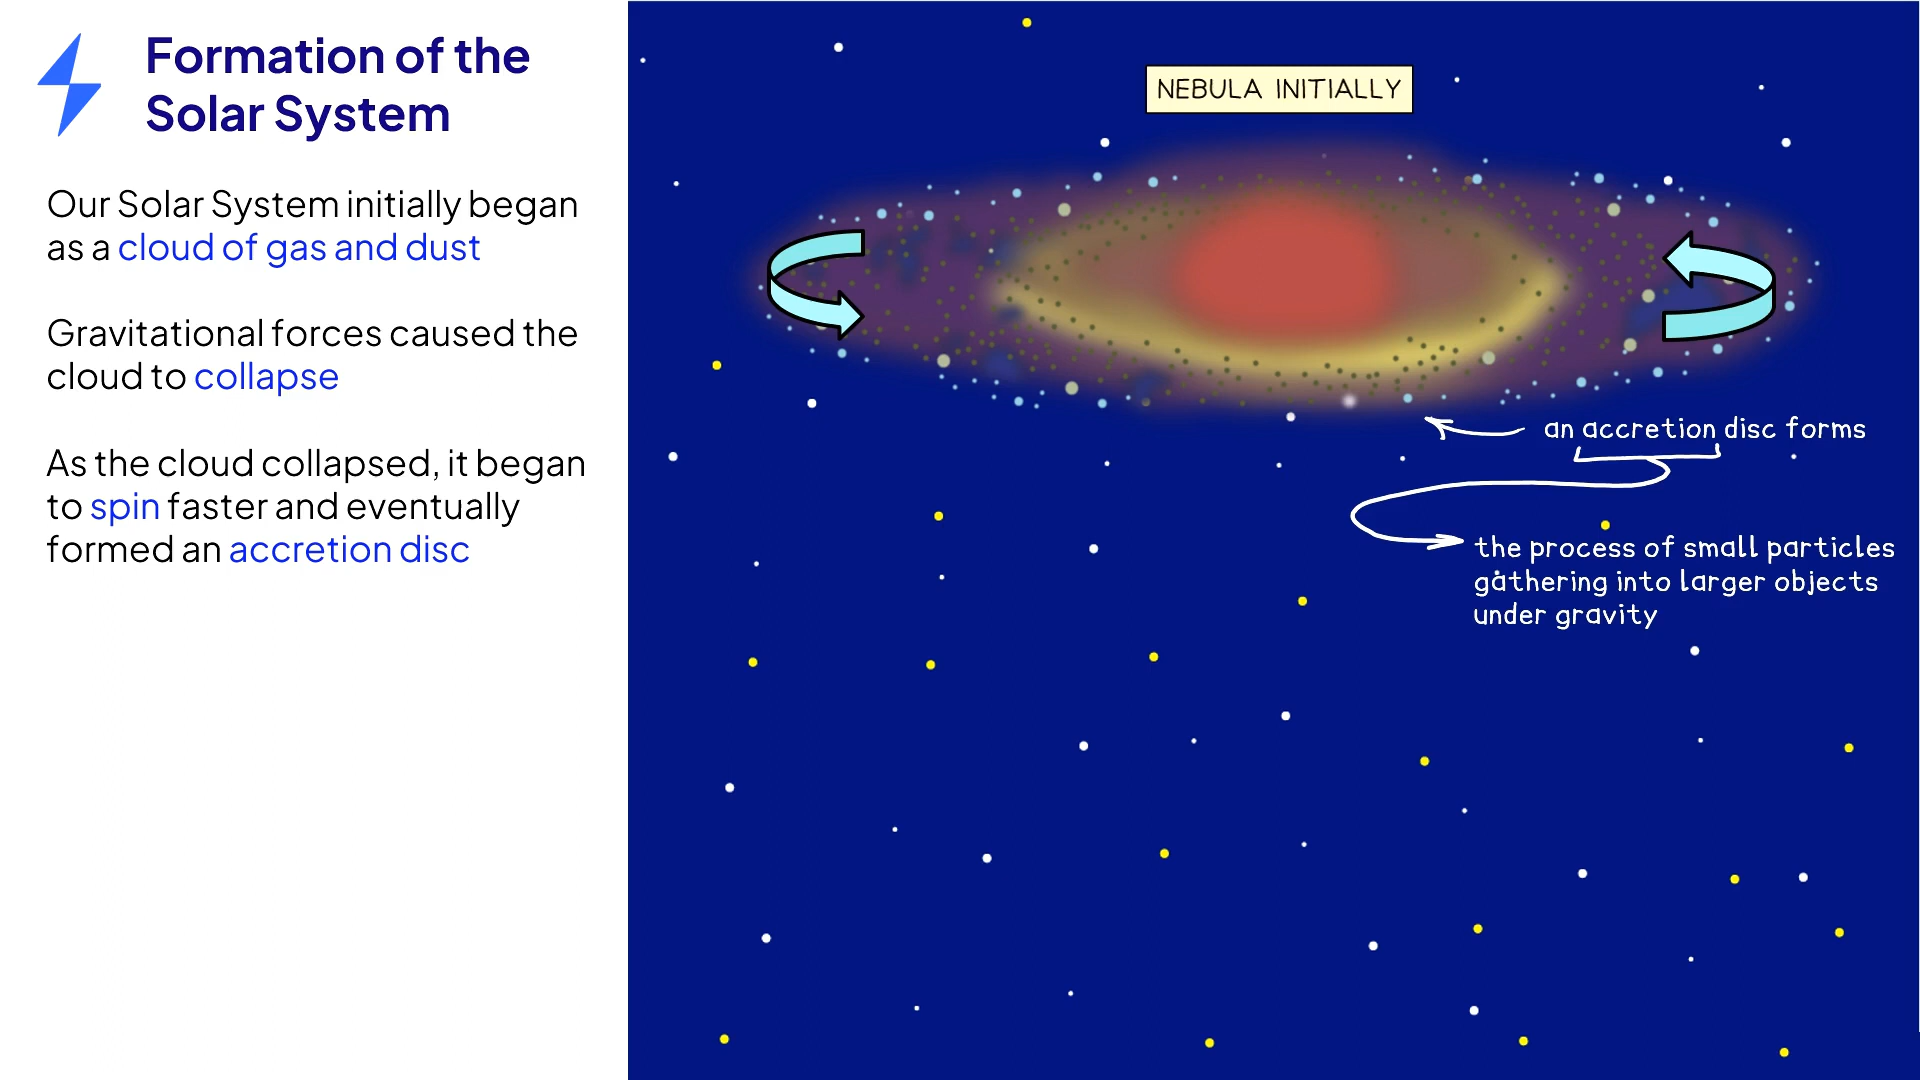 Formation of the
Solar System
Our Solar System initially began
as a cloud of gas and dust
Gravitational forces caused the
cloud to collapse
As the cloud collapsed, it began
to spin faster and eventually
formed an accretion disc
NEBULA INITIALLY
an accretion disc forms
the process of small particles
gathering into larger objects
under gravity